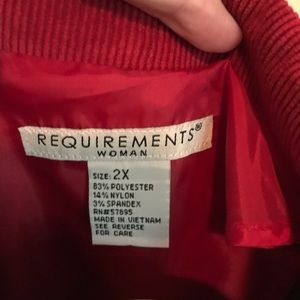 REQUIREMENTS®
WOMAN
SIZE: 2X
83% POLYESTER
14% NYLON
3% SPANDEX
RN#57695
MADE IN VIETNAM
SEE REVERSE
FOR CARE